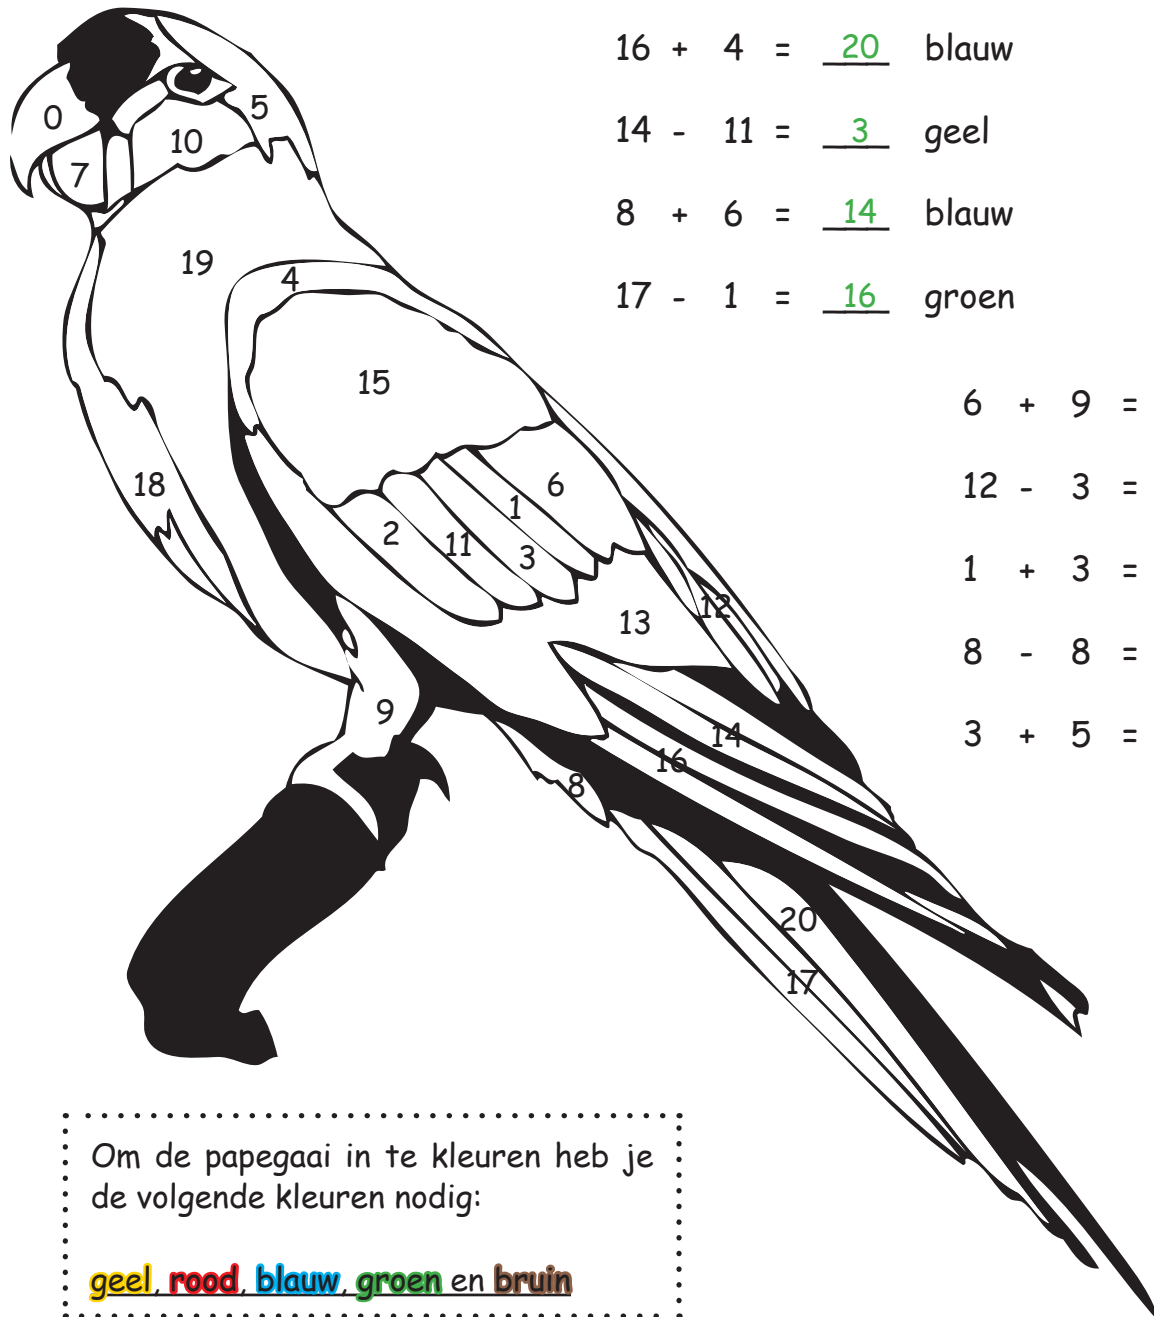 16 + 4 = 20 blauw
14 - 11 = 3 geel
8 + 6 = 14 blauw
17 - 1 = 16 groen
6 + 9 =
12 - 3 =
1 + 3 =
8 - 8 =
3 + 5 =
0
5
10
7
19
4
15
18
6
1
2
11
3
12
13
9
14
16
8
20
17
Om de papegaai in te kleuren heb je
de volgende kleuren nodig:
geel, rood, blauw, groen en bruin